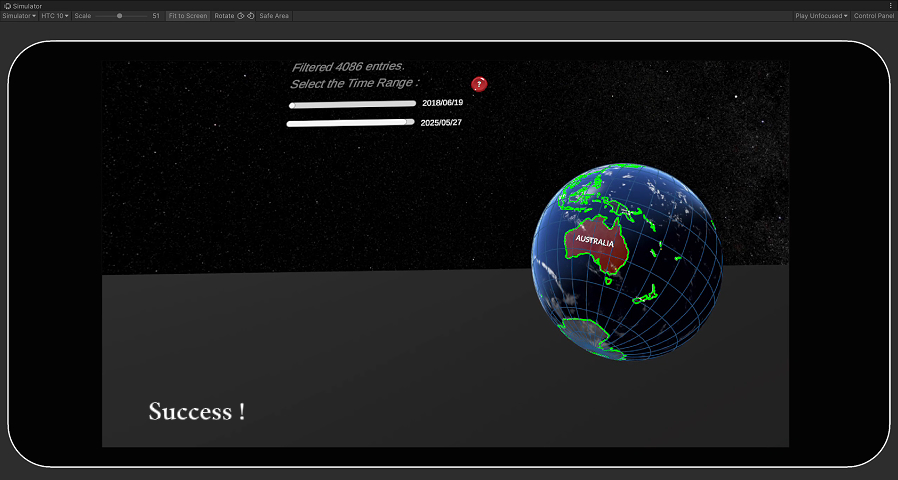 Simulator
Simulator HTC 10 Scale 51 Fit to Screen Rotate Safe Area Play Unfocused Control Panel
Filtered 4086 entries.
Select the Time Range :
?
2018/06/19
2025/05/27
AUSTRALIA
Success !